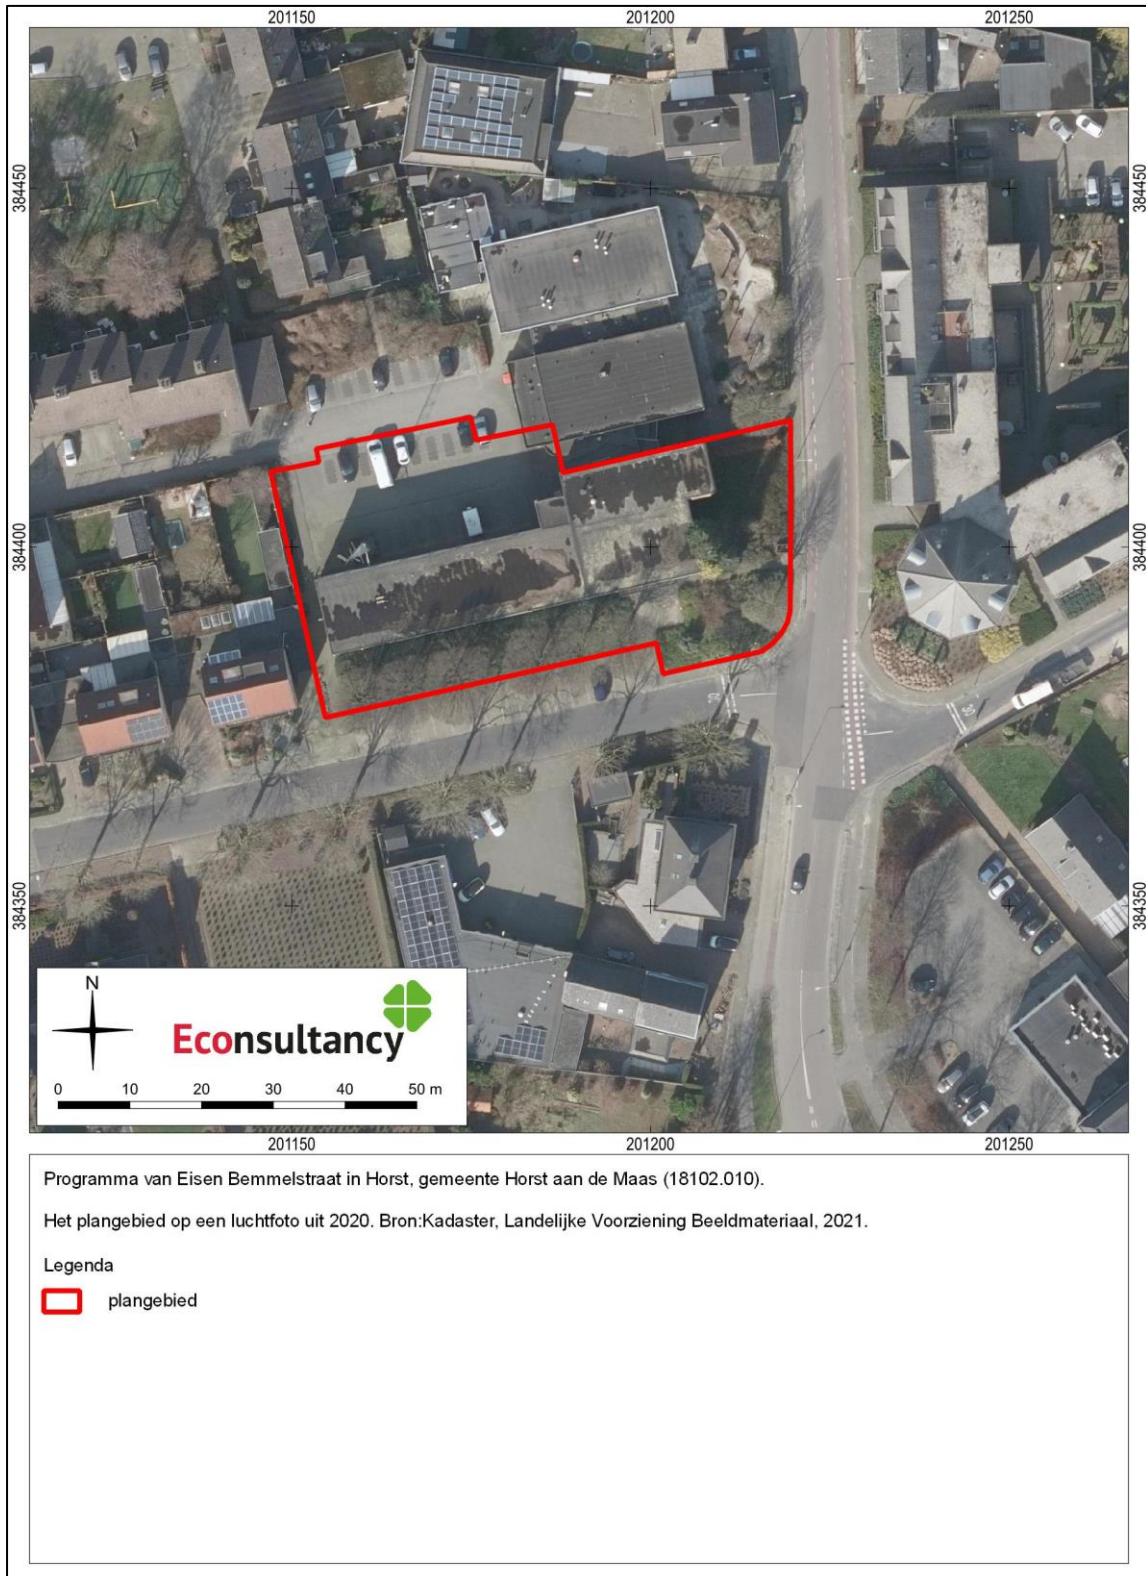 201150 201200 201250
384450 384450
384400 384400
384350 384350
30
30
N
Econsultancy
0 10 20 30 40 50 m
201150 201200 201250
Programma van Eisen Bemmelstraat in Horst, gemeente Horst aan de Maas (18102.010).
Het plangebied op een luchtfoto uit 2020. Bron:Kadaster, Landelijke Voorziening Beeldmateriaal, 2021.
Legenda
plangebied